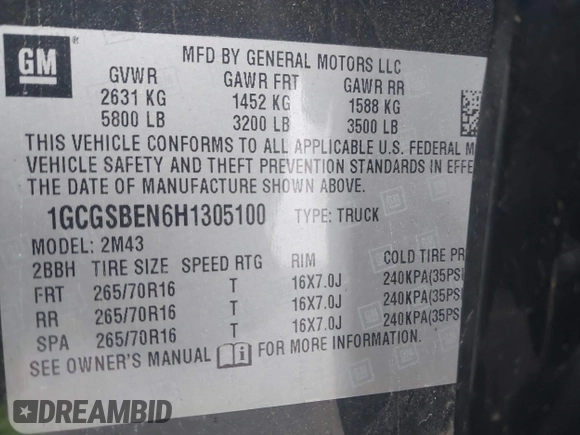 GM
MFD BY GENERAL MOTORS LLC
GVWR GAWR FRT GAWR RR
2631 KG 1452 KG 1588 KG
5800 LB 3200 LB 3500 LB
THIS VEHICLE CONFORMS TO ALL APPLICABLE U.S. FEDERAL M
VEHICLE SAFETY AND THEFT PREVENTION STANDARDS IN EFFE
THE DATE OF MANUFACTURE SHOWN ABOVE.
1GCGSBEN6H1305100 TYPE: TRUCK
MODEL: 2M43
2BBH TIRE SIZE SPEED RTG RIM COLD TIRE PR
FRT 265/70R16 T 16X7.0J 240KPA(35PSI
RR 265/70R16 T 16X7.0J 240KPA(35PS
SPA 265/70R16 T 16X7.0J 240KPA(35PS
SEE OWNER'S MANUAL FOR MORE INFORMATION.
DREAMBID